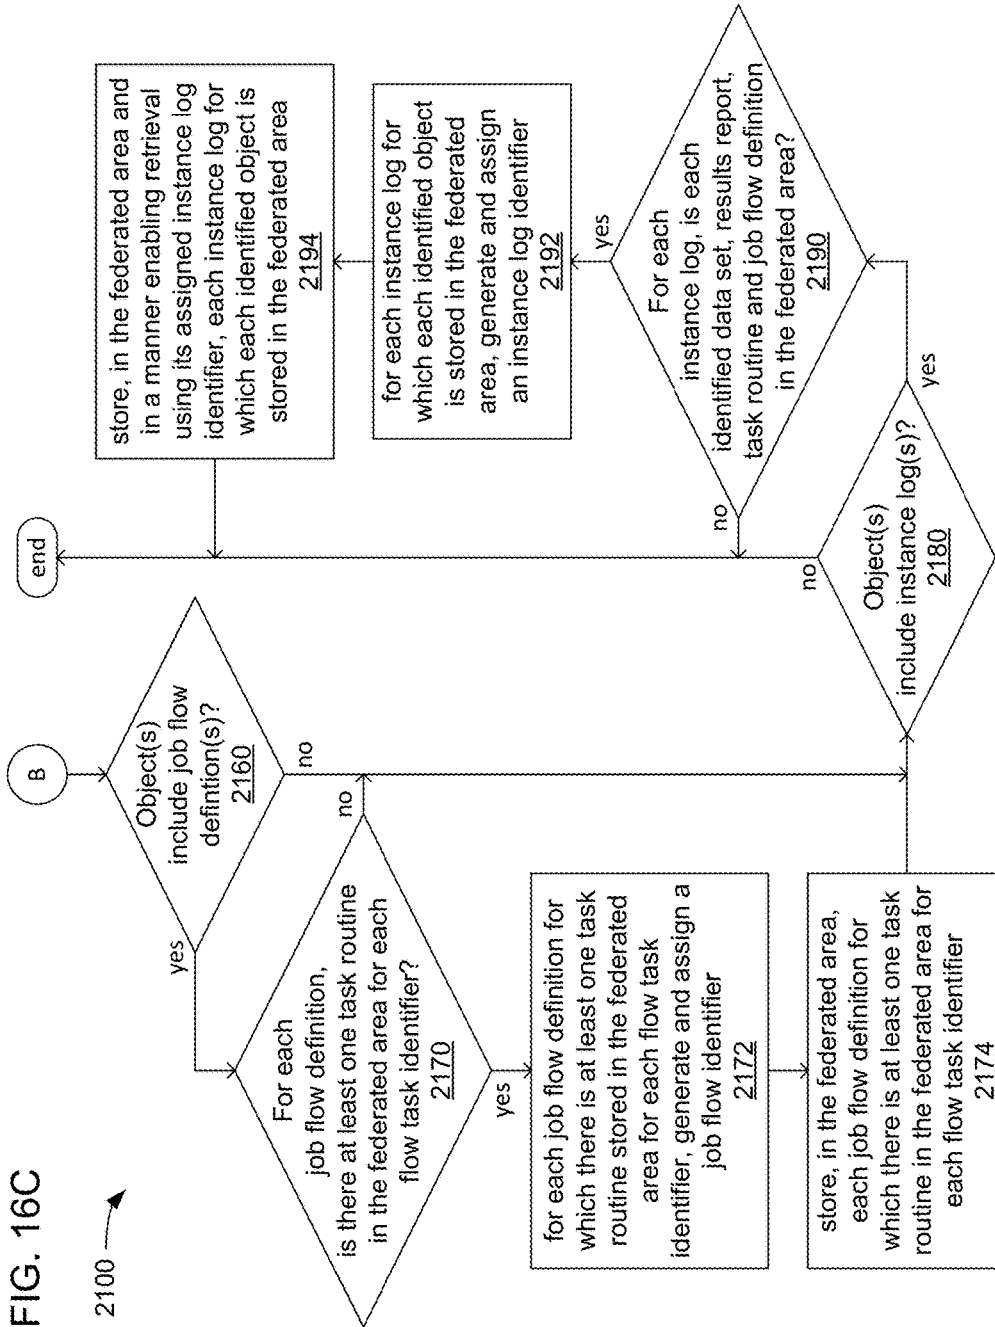 FIG. 16C
2100
B
Object(s)
include job flow
defintion(s)?
2160
yes
no
For each
job flow definition,
is there at least one task routine
in the federated area for each
flow task identifier?
2170
no
yes
for each job flow definition for
which there is at least one task
routine stored in the federated
area for each flow task
identifier, generate and assign a
job flow identifier
2172
store, in the federated area,
each job flow definition for
which there is at least one task
routine in the federated area for
each flow task identifier
2174
Object(s)
include instance log(s)?
2180
no
yes
For each
instance log, is each
identified data set, results report,
task routine and job flow definition
in the federated area?
2190
no
yes
for each instance log for
which each identified object
is stored in the federated
area, generate and assign
an instance log identifier
2192
store, in the federated area and
in a manner enabling retrieval
using its assigned instance log
identifier, each instance log for
which each identified object is
stored in the federated area
2194
end